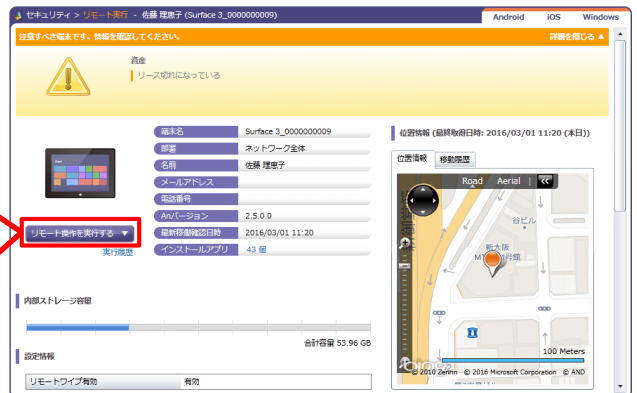 セキュリティ > リモート実行 - 佐藤 理恵子 (Surface 3_0000000009)
Android iOS Windows
注意すべき端末です。情報を確認してください。 詳細を閉じる ▲
資産
リース切れになっている
端末名 Surface 3_0000000009
部署 ネットワーク全体
名前 佐藤 理恵子
メールアドレス
電話番号
Anバージョン 2.5.0.0
最新稼働確認日時 2016/03/01 11:20
インストールアプリ 43 個
リモート操作を実行する ▼
実行履歴
内部ストレージ容量
合計容量 53.96 GB
設定情報
リモートワイプ有効 有効
位置情報 (最終取得日時: 2016/03/01 11:20 (本日))
位置情報 移動履歴
Road Aerial «
谷ビル
新大阪
号館
100 Meters
© 2010 Zenrin © 2016 Microsoft Corporation © AND